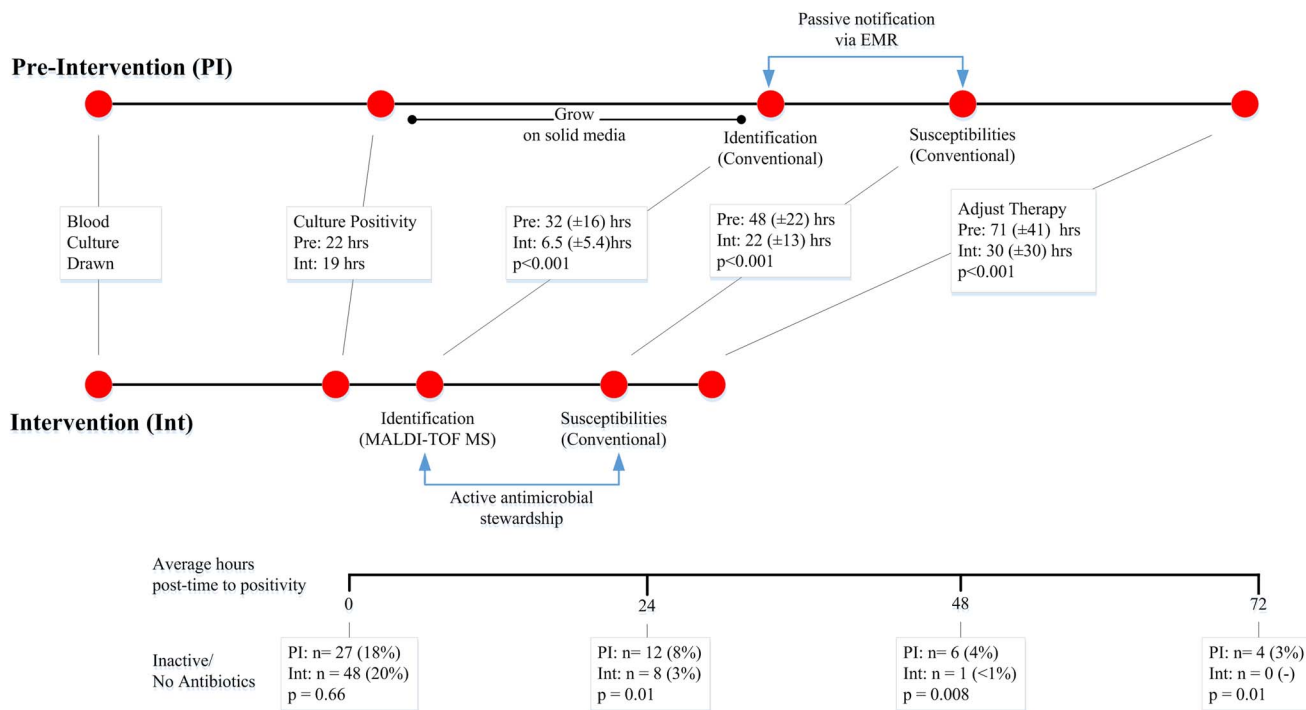 Passive notification
via EMR
Pre-Intervention (PI)
Grow
on solid media
Identification
(Conventional)
Susceptibilities
(Conventional)
Blood
Culture
Drawn
Culture Positivity
Pre: 22 hrs
Int: 19 hrs
Pre: 32 (±16) hrs
Int: 6.5 (±5.4)hrs
p<0.001
Pre: 48 (±22) hrs
Int: 22 (±13) hrs
p<0.001
Adjust Therapy
Pre: 71 (±41) hrs
Int: 30 (±30) hrs
p<0.001
Intervention (Int)
Identification
(MALDI-TOF MS)
Susceptibilities
(Conventional)
Active antimicrobial
stewardship
Average hours
post-time to positivity
0
24
48
72
Inactive/
No Antibiotics
PI: n= 27 (18%)
Int: n = 48 (20%)
p = 0.66
PI: n= 12 (8%)
Int: n = 8 (3%)
p = 0.01
PI: n= 6 (4%)
Int: n = 1 (<1%)
p = 0.008
PI: n= 4 (3%)
Int: n = 0 (-)
p = 0.01